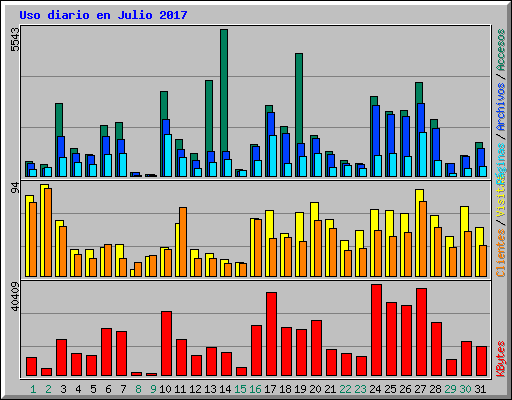 Uso diario en Julio 2017
5543
94
40409
Accesos / Archivos / Páginas
Visitas / Clientes
KBytes
1 2 3 4 5 6 7 8 9 10 11 12 13 14 15 16 17 18 19 20 21 22 23 24 25 26 27 28 29 30 31